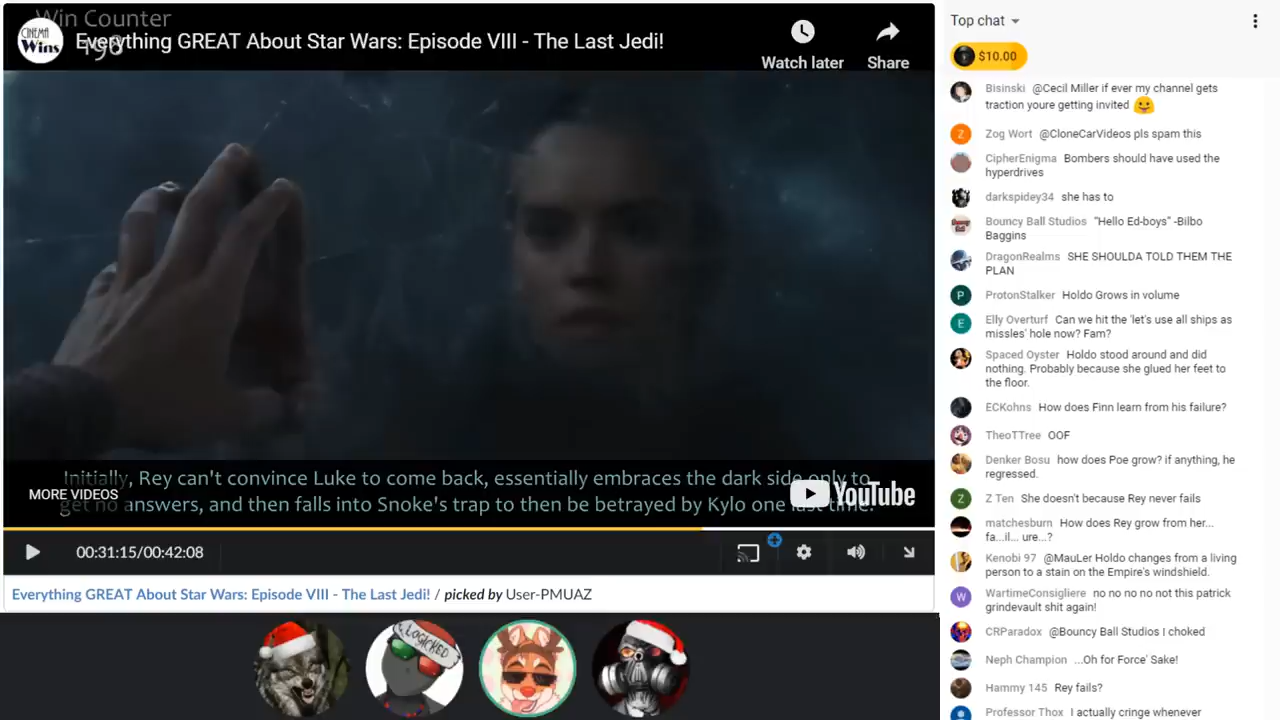 Win Counter
198
CINEMA
Wins
Everything GREAT About Star Wars: Episode VIII - The Last Jedi!
Watch later
Share
Initially, Rey can't convince Luke to come back, essentially embraces the dark side only to
get no answers, and then falls into Snoke's trap to then be betrayed by Kylo one last time.
MORE VIDEOS
YouTube
00:31:15/00:42:08
Everything GREAT About Star Wars: Episode VIII - The Last Jedi! / picked by User-PMUAZ
LOGICKED
Top chat
$10.00
Bisinski @Cecil Miller if ever my channel gets
traction youre getting invited
Z
Zog Wort @CloneCarVideos pls spam this
CipherEnigma Bombers should have used the
hyperdrives
darkspidey34 she has to
Bouncy Ball Studios “Hello Ed-boys” -Bilbo
Baggins
DragonRealms SHE SHOULDA TOLD THEM THE
PLAN
P
ProtonStalker Holdo Grows in volume
E
Elly Overturf Can we hit the 'let's use all ships as
missles' hole now? Fam?
Spaced Oyster Holdo stood around and did
nothing. Probably because she glued her feet to
the floor.
ECKohns How does Finn learn from his failure?
TheoTTree OOF
Denker Bosu how does Poe grow? if anything, he
regressed.
Z
Z Ten She doesn't because Rey never fails
matchesburn How does Rey grow from her...
fa...il... ure...?
Kenobi 97 @MauLer Holdo changes from a living
person to a stain on the Empire's windshield.
W
WartimeConsigliere no no no no not this patrick
grindevault shit again!
CRParadox @Bouncy Ball Studios I choked
Neph Champion ...Oh for Force' Sake!
Hammy 145 Rey fails?
Professor Thox I actually cringe whenever